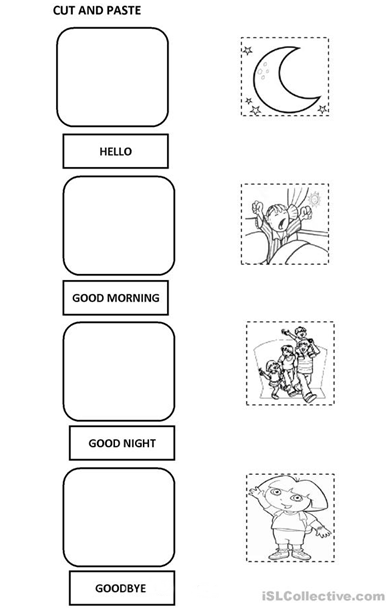 CUT AND PASTE
HELLO
GOOD MORNING
GOOD NIGHT
GOODBYE
iSLCollective.com